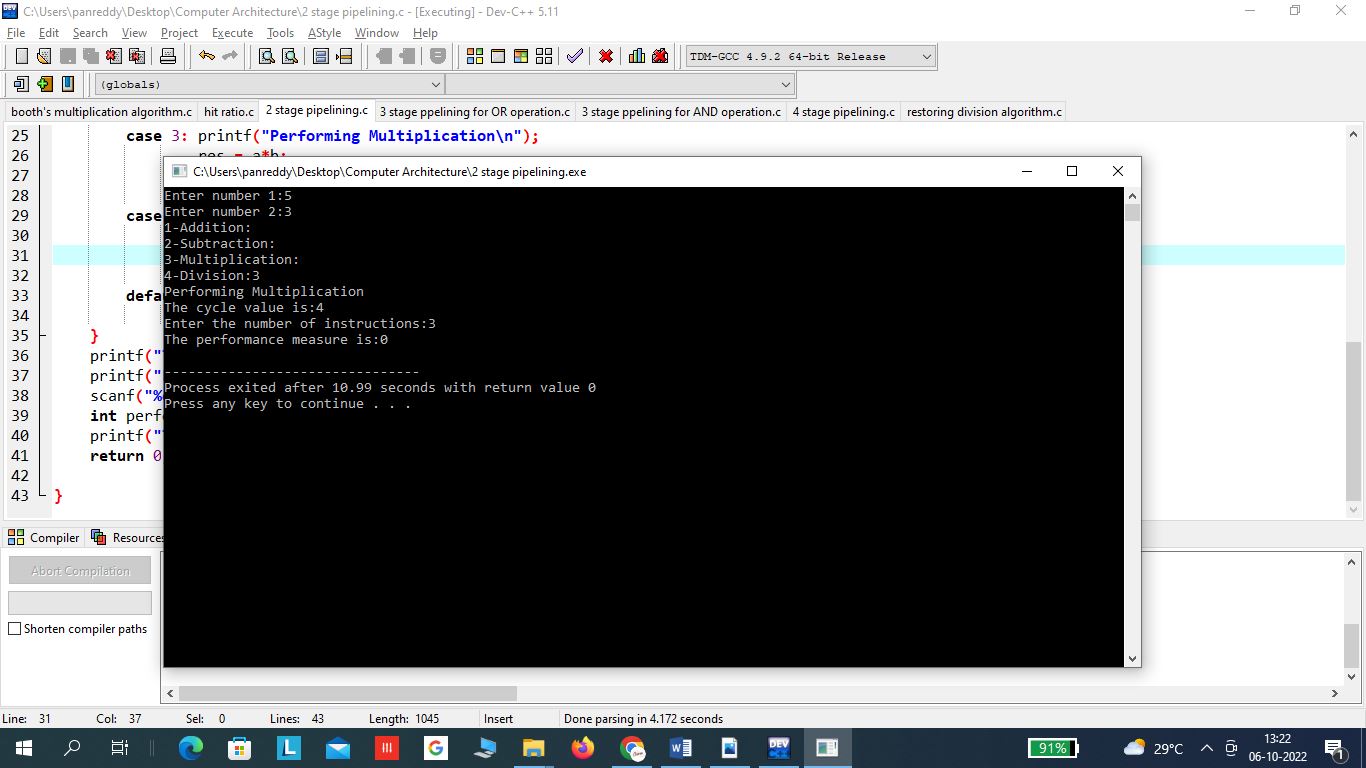 C:\Users\panreddy\Desktop\Computer Architecture\2 stage pipelining.c - [Executing] - Dev-C++ 5.11
File Edit Search View Project Execute Tools AStyle Window Help
TDM-GCC 4.9.2 64-bit Release
(globals)
booth's multiplication algorithm.c hit ratio.c 2 stage pipelining.c 3 stage ppelining for OR operation.c 3 stage ppelining for AND operation.c 4 stage pipelining.c restoring division algorithm.c
25 case 3: printf("Performing Multiplication\n");
26
27
28
29 case
30
31
32
33 defa
34
35 }
36 printf("
37 printf("
38 scanf("%
39 int perf
40 printf("
41 return 0
42
43 }
C:\Users\panreddy\Desktop\Computer Architecture\2 stage pipelining.exe
Enter number 1:5
Enter number 2:3
1-Addition:
2-Subtraction:
3-Multiplication:
4-Division:3
Performing Multiplication
The cycle value is:4
Enter the number of instructions:3
The performance measure is:0
--------------------------------
Process exited after 10.99 seconds with return value 0
Press any key to continue . . .
Compiler Resources
Abort Compilation
Shorten compiler paths
Line: 31 Col: 37 Sel: 0 Lines: 43 Length: 1045 Insert Done parsing in 4.172 seconds
91% 29°C 13:22
06-10-2022 1